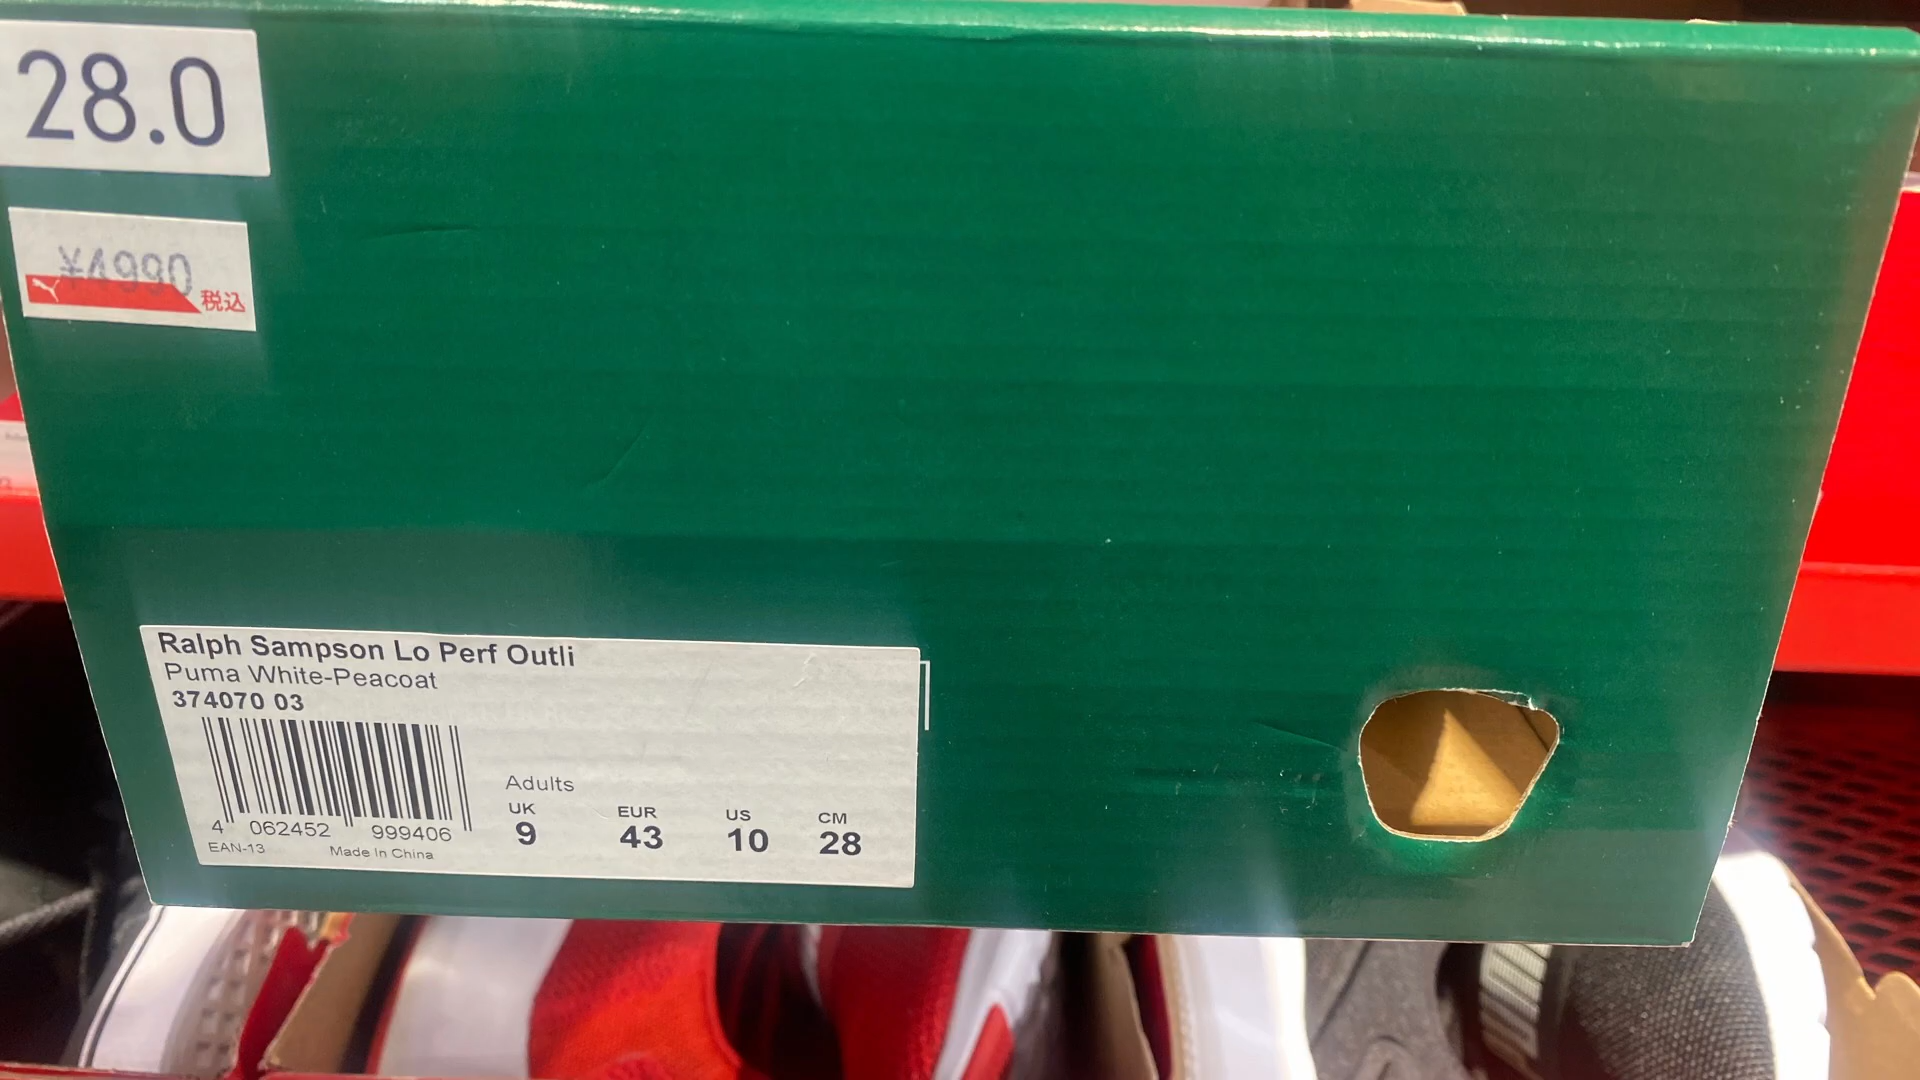 28.0
¥4990
税込
Ralph Sampson Lo Perf Outli
Puma White-Peacoat
374070 03
4 062452 999406
EAN-13 Made In China
Adults
UK EUR US CM
9 43 10 28